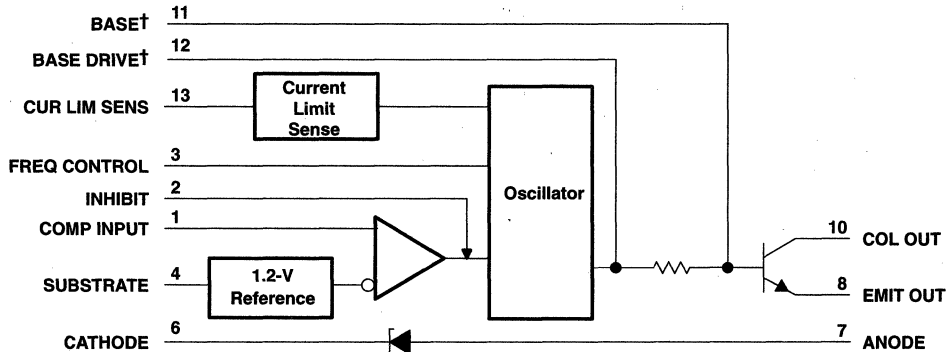 BASE† 11
BASE DRIVE† 12
CUR LIM SENS 13
Current
Limit
Sense
FREQ CONTROL 3
INHIBIT 2
COMP INPUT 1
SUBSTRATE 4
1.2-V
Reference
Oscillator
10 COL OUT
8 EMIT OUT
CATHODE 6
7 ANODE